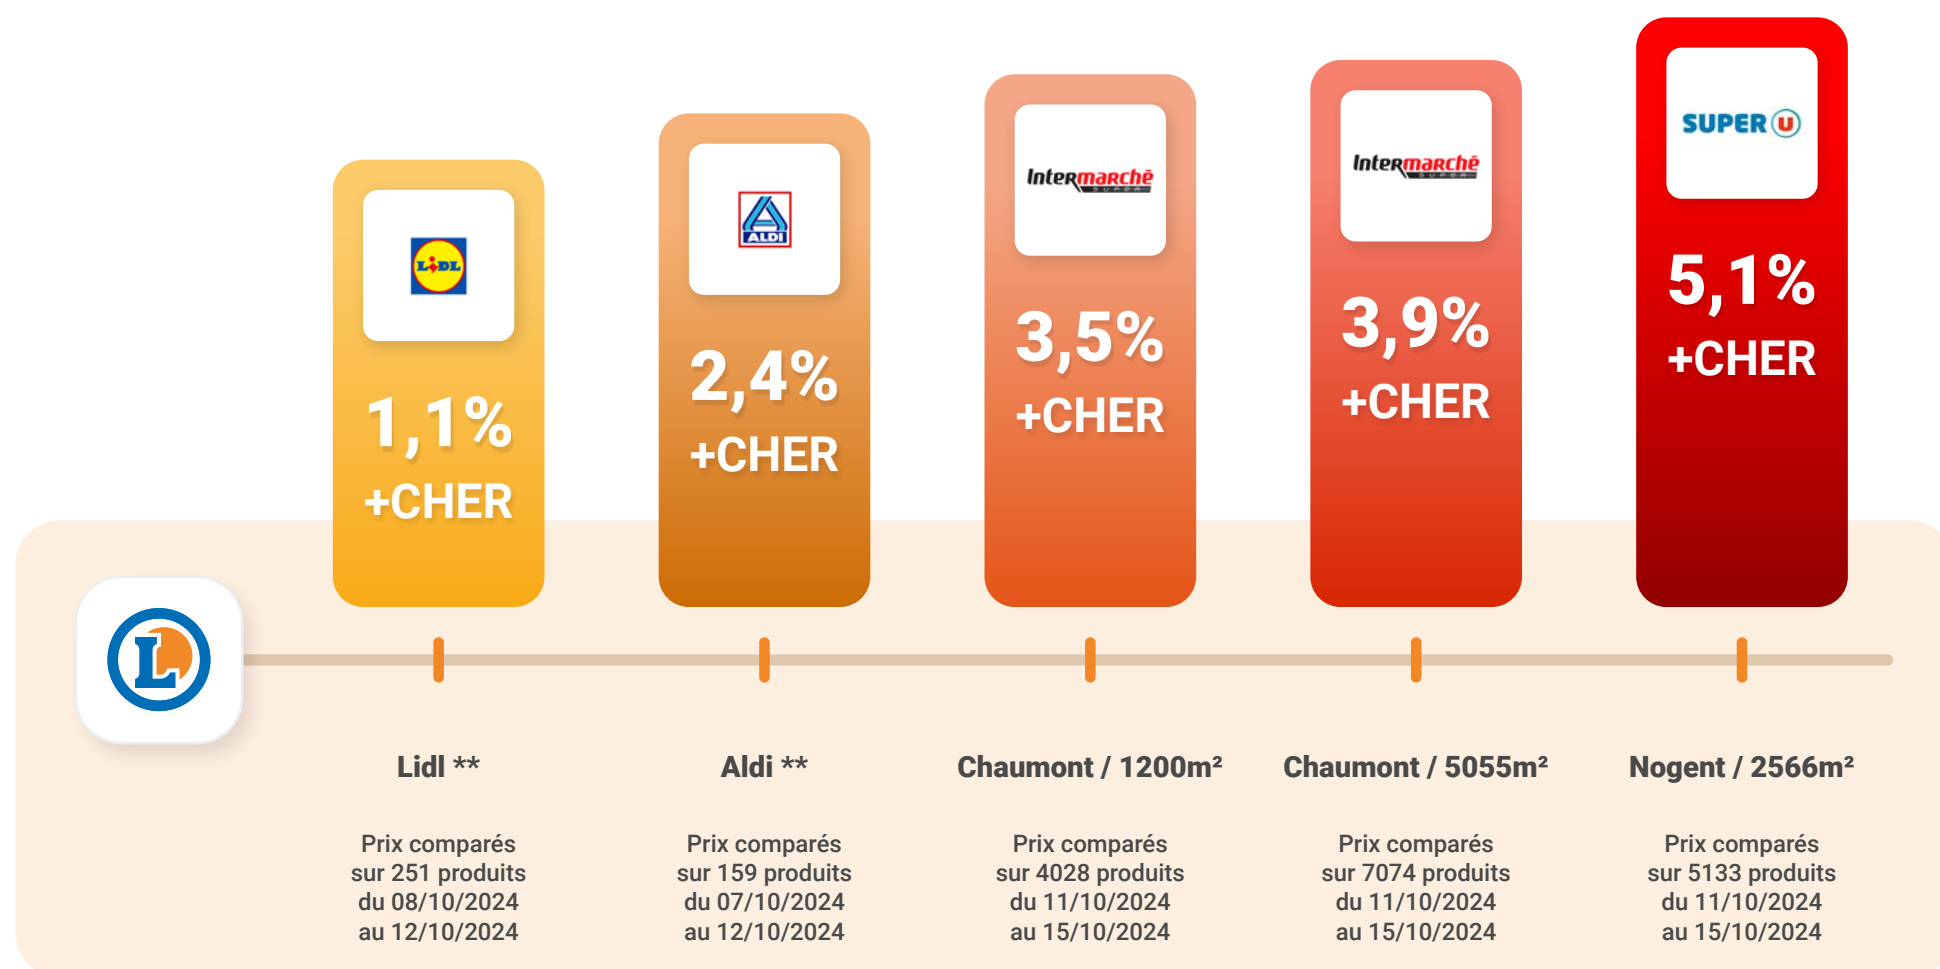 LIDL
1,1%
+CHER
ALDI
2,4%
+CHER
Intermarchē
SUPER
3,5%
+CHER
Intermarchē
SUPER
3,9%
+CHER
SUPER U
5,1%
+CHER
L
Lidl **
Prix comparés
sur 251 produits
du 08/10/2024
au 12/10/2024
Aldi **
Prix comparés
sur 159 produits
du 07/10/2024
au 12/10/2024
Chaumont / 1200m²
Prix comparés
sur 4028 produits
du 11/10/2024
au 15/10/2024
Chaumont / 5055m²
Prix comparés
sur 7074 produits
du 11/10/2024
au 15/10/2024
Nogent / 2566m²
Prix comparés
sur 5133 produits
du 11/10/2024
au 15/10/2024